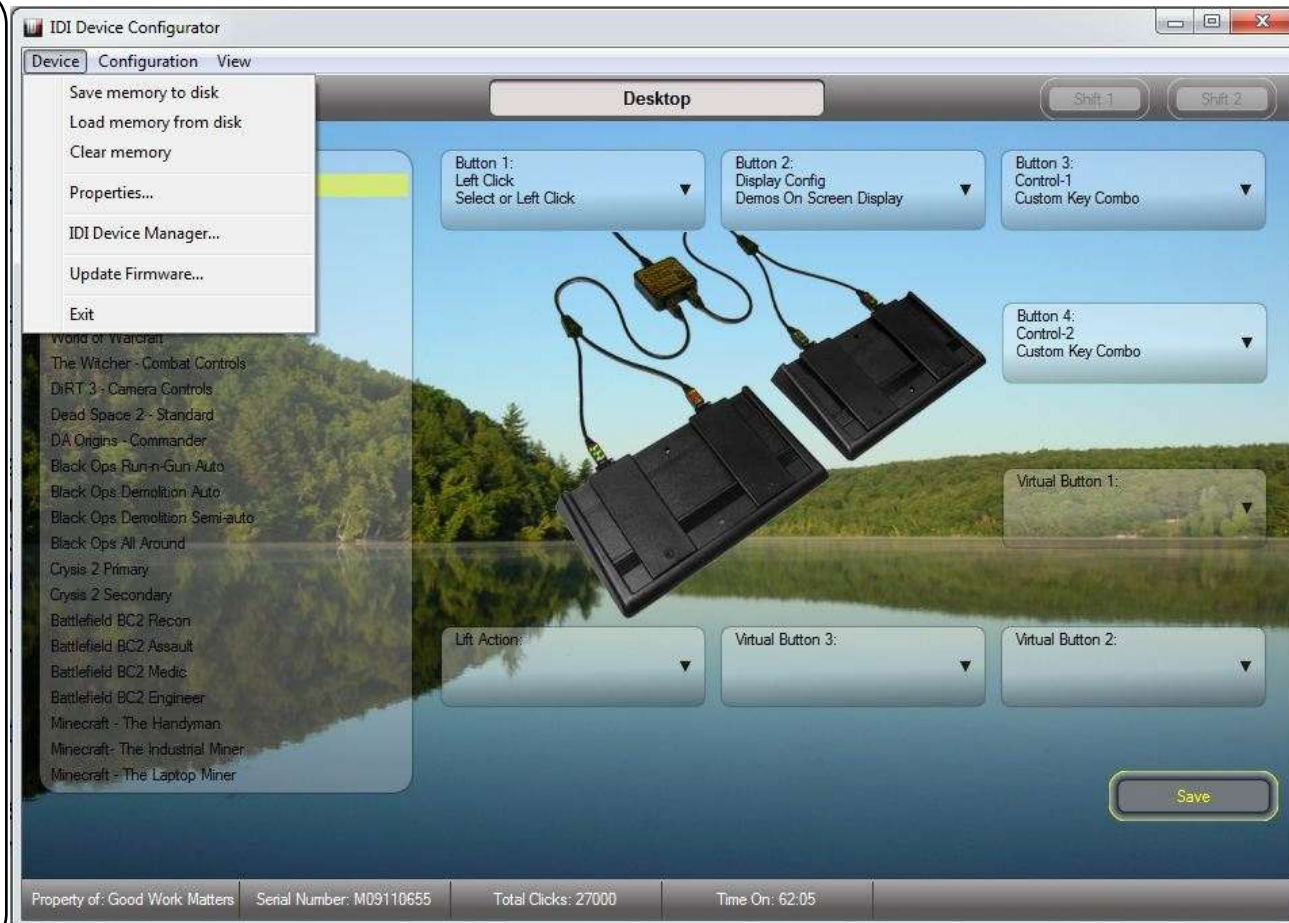 IDI Device Configurator
Device Configuration View
Save memory to disk
Load memory from disk
Clear memory
Properties...
IDI Device Manager...
Update Firmware...
Exit
Desktop
Shift 1
Shift 2
Button 1:
Left Click
Select or Left Click
Button 2:
Display Config
Demos On Screen Display
Button 3:
Control-1
Custom Key Combo
Button 4:
Control-2
Custom Key Combo
World of Warcraft
The Witcher - Combat Controls
DiRT 3 - Camera Controls
Dead Space 2 - Standard
DA Origins - Commander
Black Ops Run-n-Gun Auto
Black Ops Demolition Auto
Black Ops Demolition Semi-auto
Black Ops All Around
Crysis 2 Primary
Crysis 2 Secondary
Battlefield BC2 Recon
Battlefield BC2 Assault
Battlefield BC2 Medic
Battlefield BC2 Engineer
Minecraft - The Handyman
Minecraft- The Industrial Miner
Minecraft - The Laptop Miner
Virtual Button 1:
Lift Action:
Virtual Button 3:
Virtual Button 2:
Save
Property of: Good Work Matters
Serial Number: M09110655
Total Clicks: 27000
Time On: 62:05